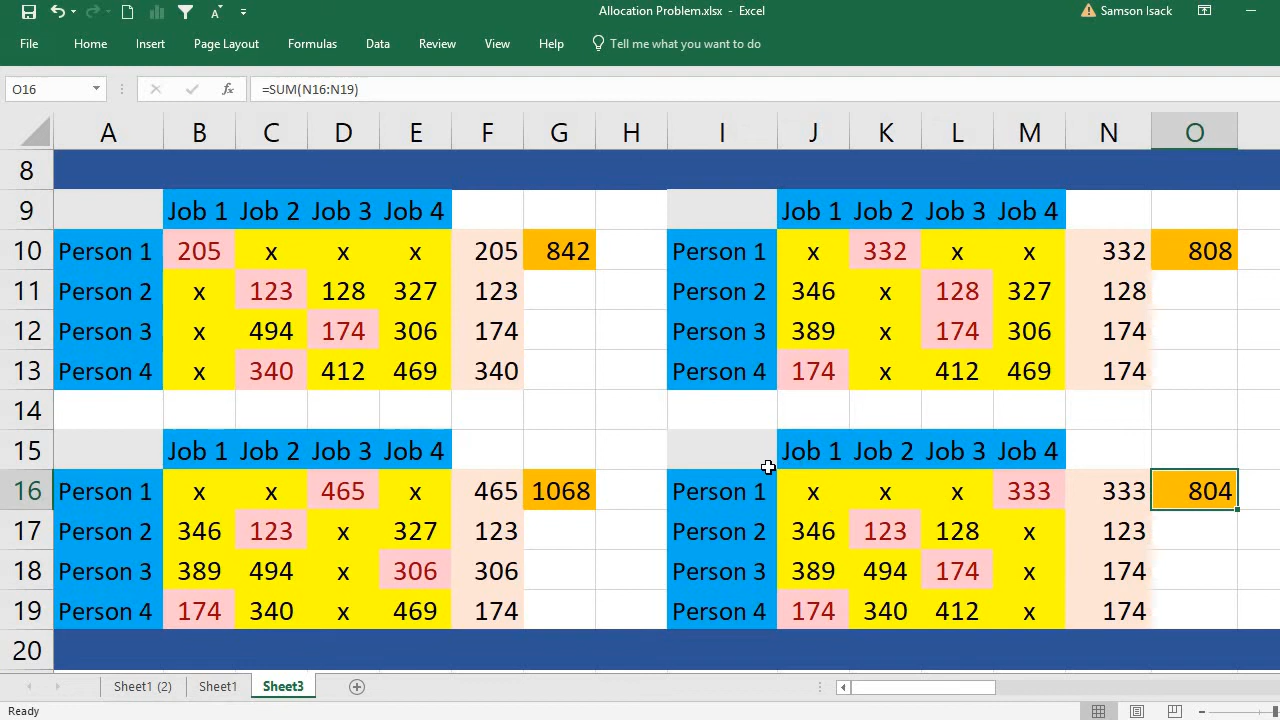 Allocation Problem.xlsx - Excel
Samson Isack
File Home Insert Page Layout Formulas Data Review View Help Tell me what you want to do
O16 fx =SUM(N16:N19)
A B C D E F G H I J K L M N O
8
9 Job 1 Job 2 Job 3 Job 4 Job 1 Job 2 Job 3 Job 4
10 Person 1 205 x x x 205 842 Person 1 x 332 x x 332 808
11 Person 2 x 123 128 327 123 Person 2 346 x 128 327 128
12 Person 3 x 494 174 306 174 Person 3 389 x 174 306 174
13 Person 4 x 340 412 469 340 Person 4 174 x 412 469 174
14
15 Job 1 Job 2 Job 3 Job 4 Job 1 Job 2 Job 3 Job 4
16 Person 1 x x 465 x 465 1068 Person 1 x x x 333 333 804
17 Person 2 346 123 x 327 123 Person 2 346 123 128 x 123
18 Person 3 389 494 x 306 306 Person 3 389 494 174 x 174
19 Person 4 174 340 x 469 174 Person 4 174 340 412 x 174
20
Sheet1 (2) Sheet1 Sheet3
Ready